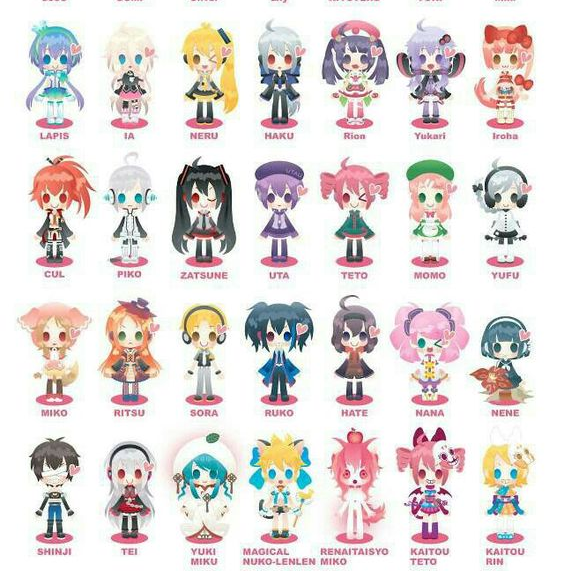 LAPIS IA NERU HAKU Rion Yukari Iroha
UTAU
CUL PIKO ZATSUNE UTA TETO MOMO YUFU
MIKO RITSU SORA RUKO HATE NANA NENE
SHINJI TEI YUKI MIKU MAGICAL NUKO-LENLEN RENAITAISYO MIKO KAITOU TETO KAITOU RIN